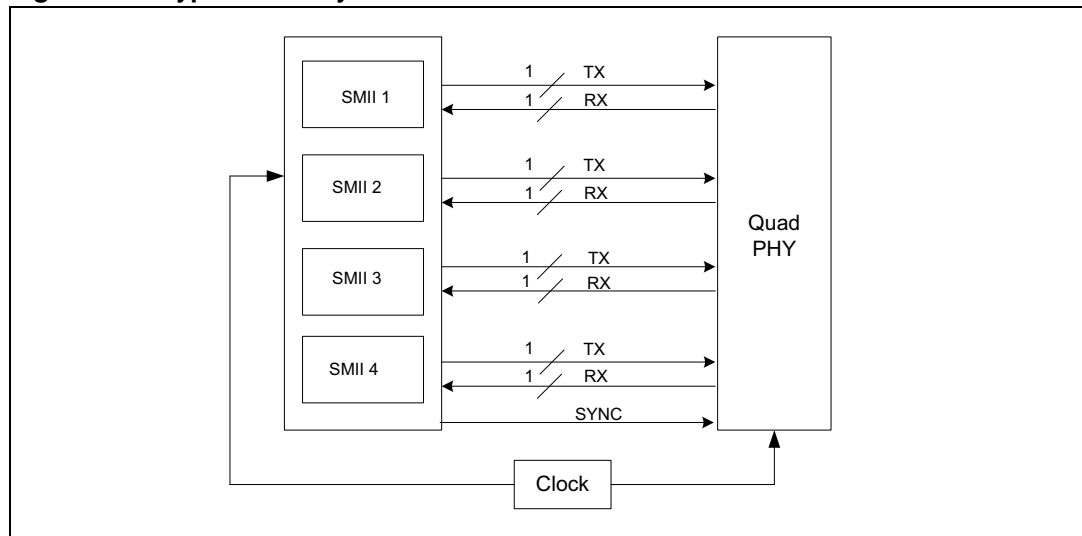 1 TX
SMII 1
1 RX
1 TX
SMII 2
1 RX
Quad
PHY
1 TX
SMII 3
1 RX
1 TX
SMII 4
1 RX
SYNC
Clock